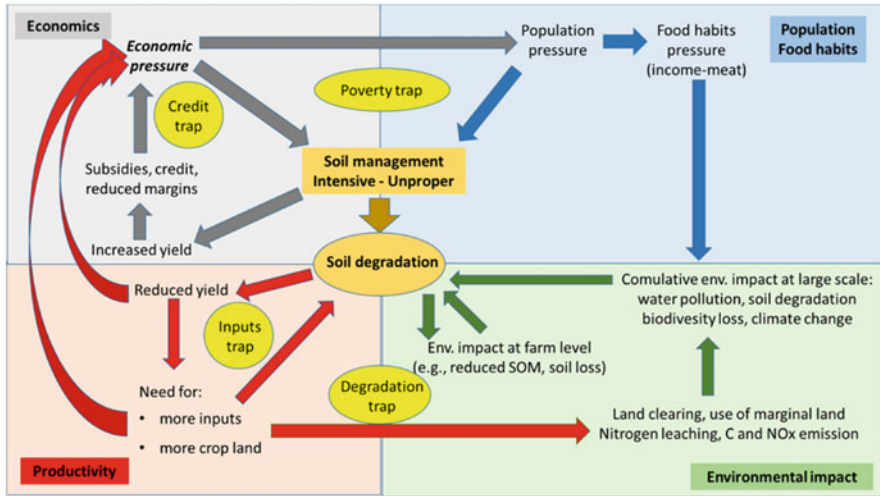 Economics
Economic
pressure
Population
pressure
Food habits
pressure
(income-meat)
Population
Food habits
Credit
trap
Poverty trap
Subsidies, credit,
reduced margins
Soil management
Intensive - Unproper
Increased yield
Soil degradation
Reduced yield
Inputs
trap
Comulative env. impact at large scale:
water pollution, soil degradation
biodivesity loss, climate change
Env. impact at farm level
(e.g., reduced SOM, soil loss)
Need for:
• more inputs
• more crop land
Degradation
trap
Land clearing, use of marginal land
Nitrogen leaching, C and NOx emission
Productivity
Environmental impact